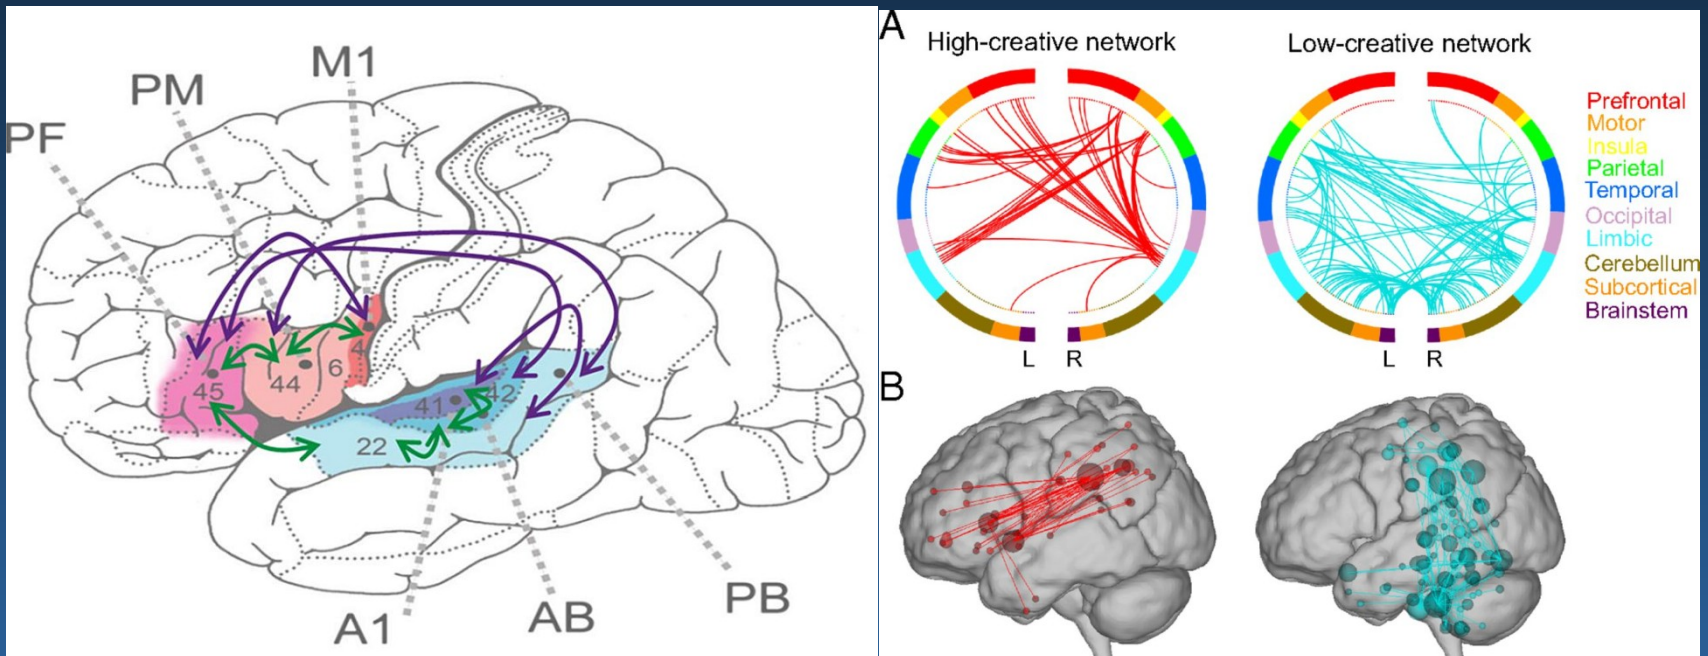 M1
PM
PF
45
44
6
4
41
42
22
A1
AB
PB
A
High-creative network
Low-creative network
Prefrontal
Motor
Insula
Parietal
Temporal
Occipital
Limbic
Cerebellum
Subcortical
Brainstem
L R
L R
B